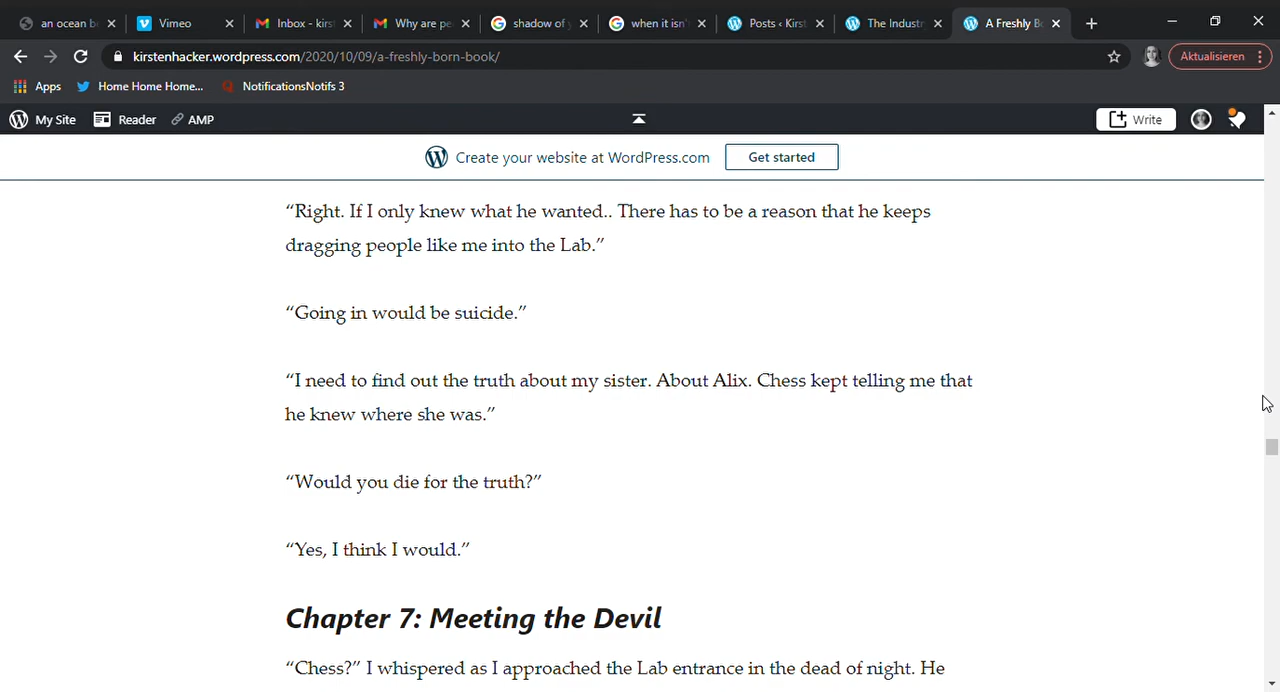 an ocean b
Vimeo
Inbox - kirs
Why are pe
shadow of y
when it isn'
Posts ‹ Kirst
The Industr
A Freshly Bo
kirstenhacker.wordpress.com/2020/10/09/a-freshly-born-book/
Aktualisieren
Apps
Home Home Home...
NotificationsNotifs 3
My Site
Reader
AMP
Write
Create your website at WordPress.com
Get started
“Right. If I only knew what he wanted.. There has to be a reason that he keeps
dragging people like me into the Lab.”
“Going in would be suicide.”
“I need to find out the truth about my sister. About Alix. Chess kept telling me that
he knew where she was.”
“Would you die for the truth?”
“Yes, I think I would.”
Chapter 7: Meeting the Devil
“Chess?” I whispered as I approached the Lab entrance in the dead of night. He